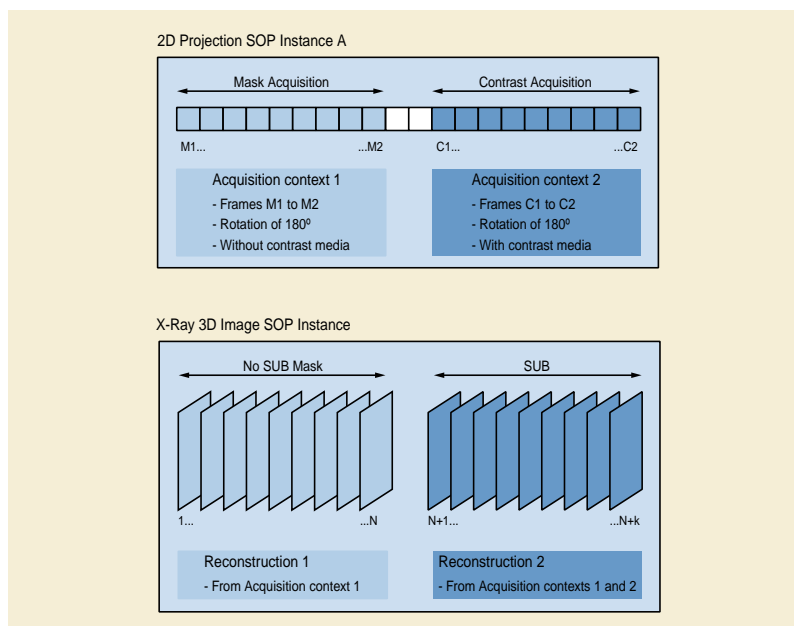 2D Projection SOP Instance A
Mask Acquisition
Contrast Acquisition
M1...
...M2
C1...
...C2
Acquisition context 1
- Frames M1 to M2
- Rotation of 180º
- Without contrast media
Acquisition context 2
- Frames C1 to C2
- Rotation of 180º
- With contrast media
X-Ray 3D Image SOP Instance
No SUB Mask
SUB
1...
...N
N+1...
...N+k
Reconstruction 1
- From Acquisition context 1
Reconstruction 2
- From Acquisition contexts 1 and 2